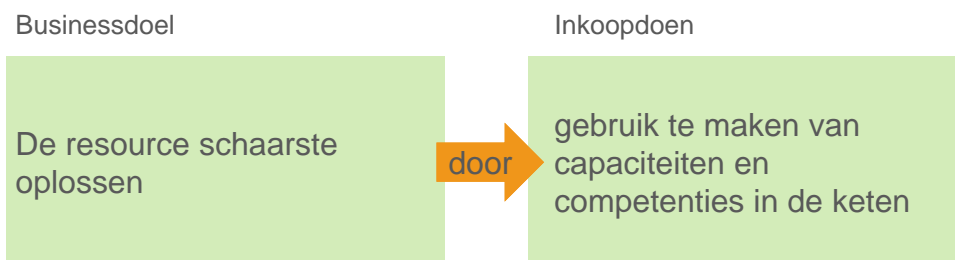 Businessdoel
Inkoopdoen
De resource schaarste
oplossen
door
gebruik te maken van
capaciteiten en
competenties in de keten